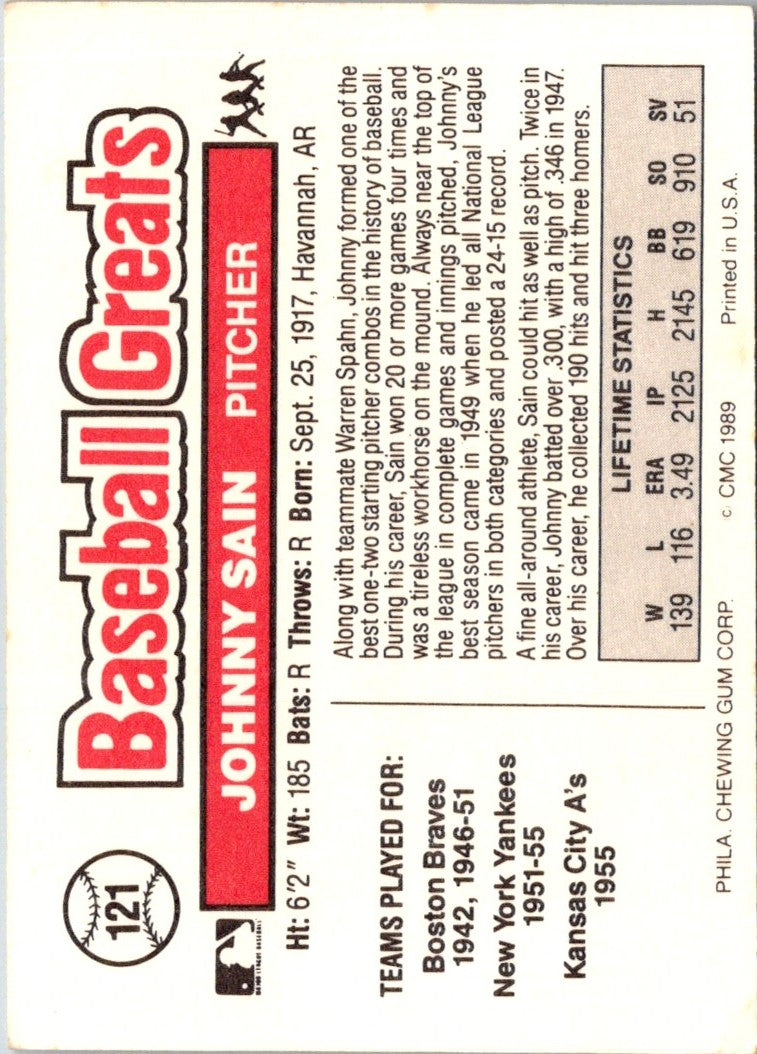 121
Baseball Greats
JOHNNY SAIN PITCHER
MAJOR LEAGUE BASEBALL
Ht: 6'2" Wt: 185 Bats: R Throws: R Born: Sept. 25, 1917, Havannah, AR
TEAMS PLAYED FOR:
Boston Braves
1942, 1946-51
New York Yankees
1951-55
Kansas City A's
1955
Along with teammate Warren Spahn, Johnny formed one of the
best one-two starting pitcher combos in the history of baseball.
During his career, Sain won 20 or more games four times and
was a tireless workhorse on the mound. Always near the top of
the league in complete games and innings pitched, Johnny's
best season came in 1949 when he led all National League
pitchers in both categories and posted a 24-15 record.
A fine all-around athlete, Sain could hit as well as pitch. Twice in
his career, Johnny batted over .300, with a high of .346 in 1947.
Over his career, he collected 190 hits and hit three homers.
LIFETIME STATISTICS
W L ERA IP H BB SO SV
139 116 3.49 2125 2145 619 910 51
PHILA. CHEWING GUM CORP. c CMC 1989 Printed in U.S.A.